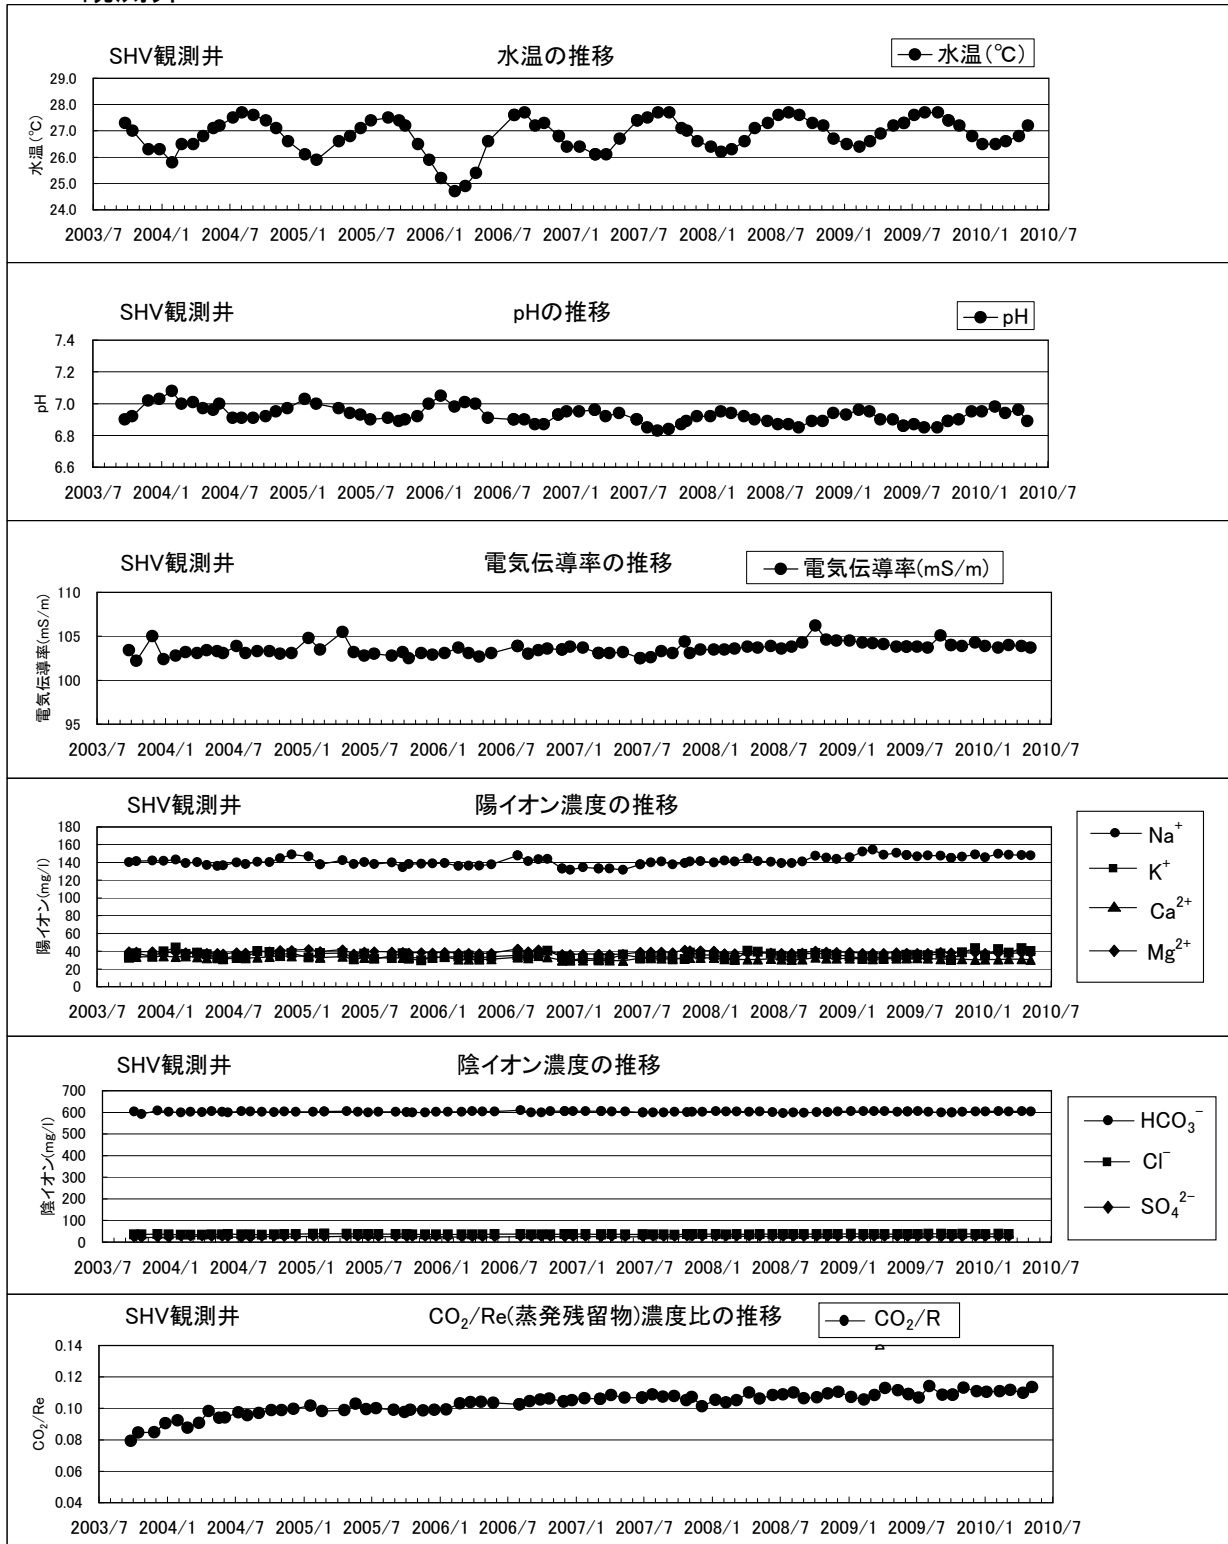 SHV観測井 水温の推移 水温(℃)
水温(℃)
29.0
28.0
27.0
26.0
25.0
24.0
2003/7 2004/1 2004/7 2005/1 2005/7 2006/1 2006/7 2007/1 2007/7 2008/1 2008/7 2009/1 2009/7 2010/1 2010/7
SHV観測井 pHの推移 pH
pH
7.4
7.2
7.0
6.8
6.6
2003/7 2004/1 2004/7 2005/1 2005/7 2006/1 2006/7 2007/1 2007/7 2008/1 2008/7 2009/1 2009/7 2010/1 2010/7
SHV観測井 電気伝導率の推移 電気伝導率(mS/m)
電気伝導率(mS/m)
110
105
100
95
2003/7 2004/1 2004/7 2005/1 2005/7 2006/1 2006/7 2007/1 2007/7 2008/1 2008/7 2009/1 2009/7 2010/1 2010/7
SHV観測井 陽イオン濃度の推移
陽イオン(mg/l)
180
160
140
120
100
80
60
40
20
0
2003/7 2004/1 2004/7 2005/1 2005/7 2006/1 2006/7 2007/1 2007/7 2008/1 2008/7 2009/1 2009/7 2010/1 2010/7
Na⁺
K⁺
Ca²⁺
Mg²⁺
SHV観測井 陰イオン濃度の推移
陰イオン(mg/l)
700
600
500
400
300
200
100
0
2003/7 2004/1 2004/7 2005/1 2005/7 2006/1 2006/7 2007/1 2007/7 2008/1 2008/7 2009/1 2009/7 2010/1 2010/7
HCO₃⁻
Cl⁻
SO₄²⁻
SHV観測井 CO₂/Re(蒸発残留物)濃度比の推移 CO₂/R
CO₂/Re
0.14
0.12
0.10
0.08
0.06
0.04
2003/7 2004/1 2004/7 2005/1 2005/7 2006/1 2006/7 2007/1 2007/7 2008/1 2008/7 2009/1 2009/7 2010/1 2010/7